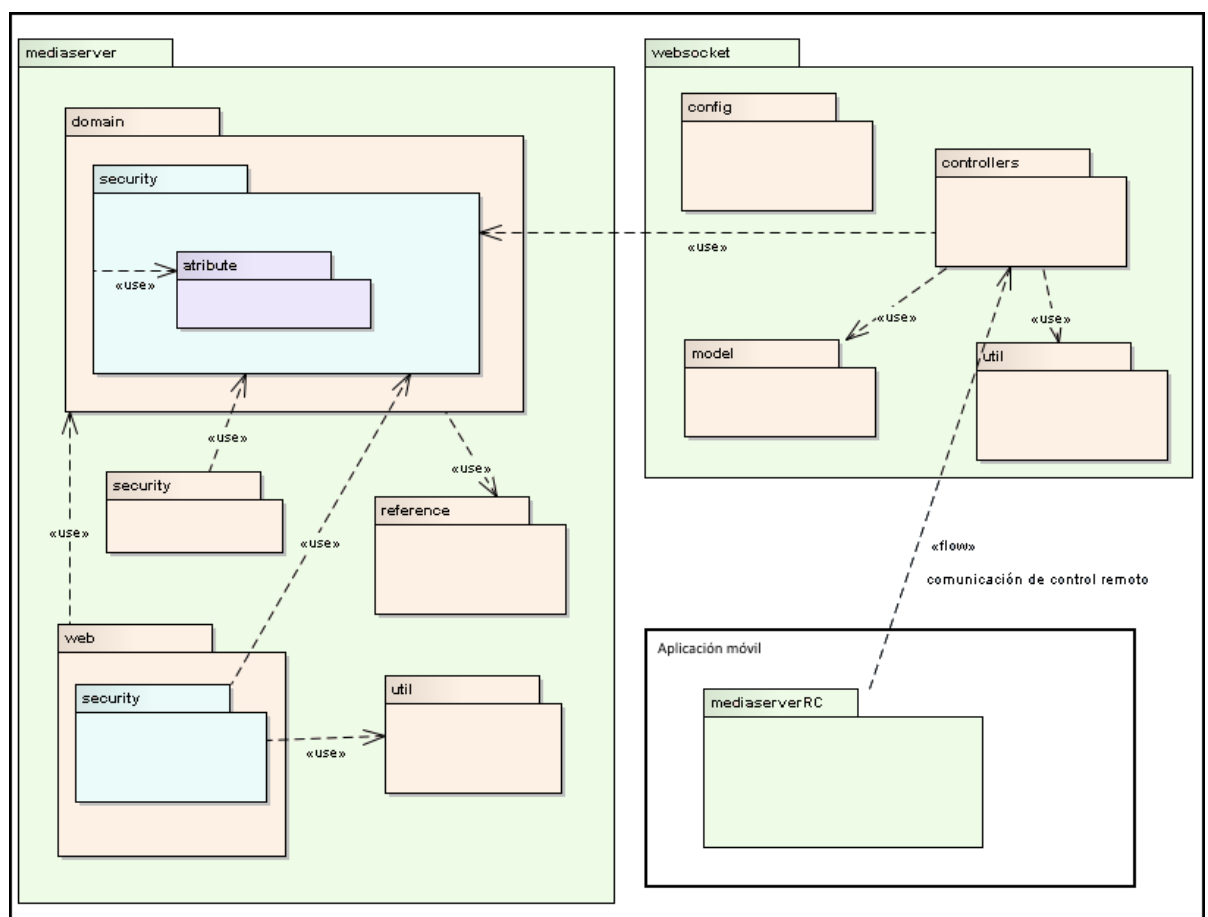 mediaserver
domain
security
atribute
«use»
security
«use»
«use»
reference
«use»
«use»
web
security
«use»
util
websocket
config
controllers
«use»
«use»
«use»
model
util
«flow»
comunicación de control remoto
Aplicación móvil
mediaserverRC